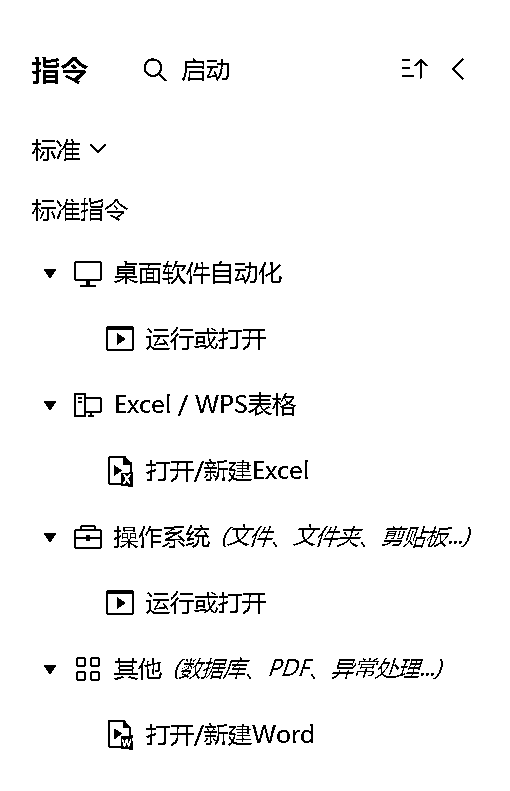 指令 启动
标准
标准指令
桌面软件自动化
运行或打开
Excel / WPS表格
打开/新建Excel
操作系统 (文件、文件夹、剪贴板...)
运行或打开
其他 (数据库、PDF、异常处理...)
打开/新建Word